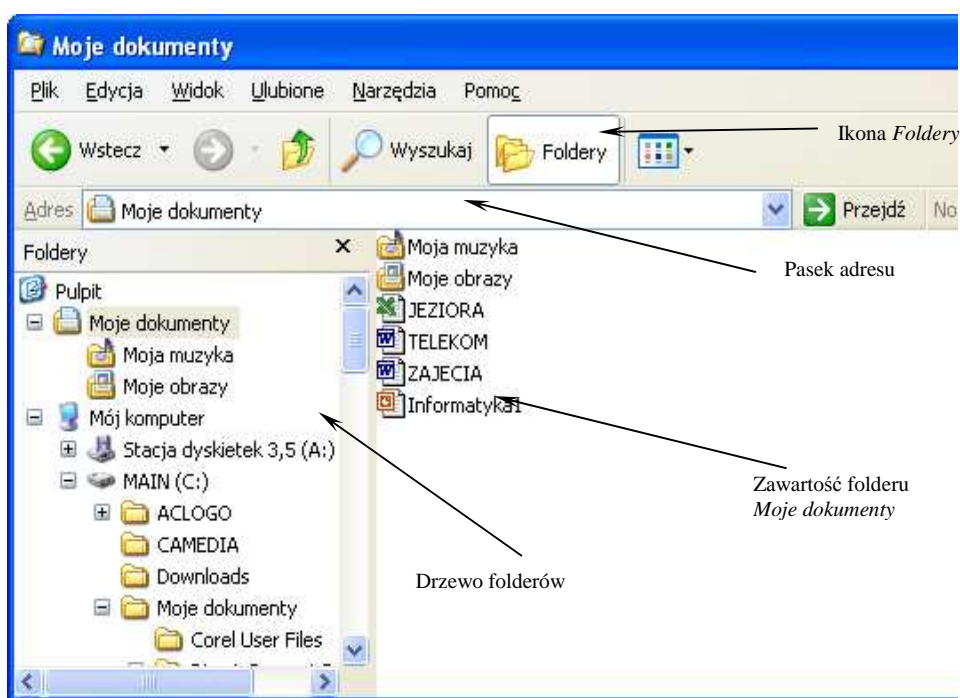 Moje dokumenty
Plik Edycja Widok Ulubione Narzędzia Pomoc
Wstecz Wyszukaj Foldery
Ikona Foldery
Adres Moje dokumenty Przejdź
Foldery
Pulpit
Moje dokumenty
Moja muzyka
Moje obrazy
Mój komputer
Stacja dyskietek 3,5 (A:)
MAIN (C:)
ACLOGO
CAMEDIA
Downloads
Moje dokumenty
Corel User Files
Moja muzyka
Moje obrazy
JEZIORA
TELEKOM
ZAJECIA
Informatyka1
Pasek adresu
Zawartość folderu
Moje dokumenty
Drzewo folderów